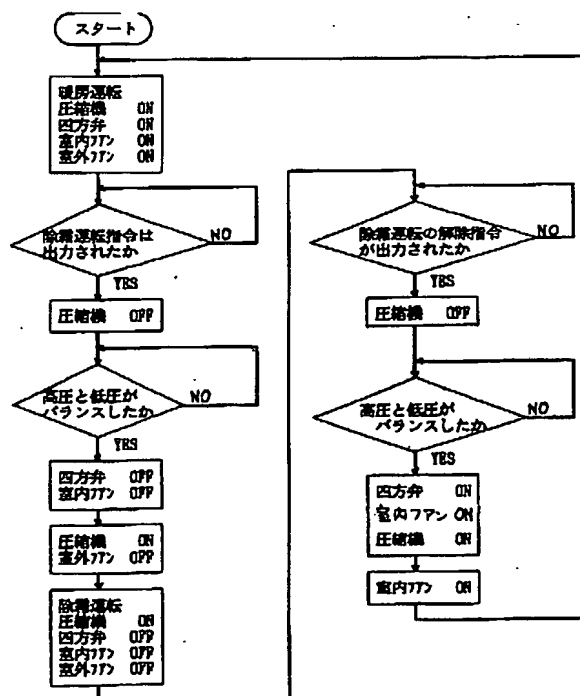 スタート
暖房運転
圧縮機 ON
四方弁 ON
室内ファン ON
室外ファン ON
除霜運転指令は
出力されたか
NO
YES
圧縮機 OFF
高圧と低圧が
バランスしたか
NO
YES
四方弁 OFF
室内ファン OFF
圧縮機 ON
室外ファン OFF
除霜運転
圧縮機 ON
四方弁 OFF
室内ファン OFF
室外ファン OFF
除霜運転の解除指令
が出力されたか
NO
YES
圧縮機 OFF
高圧と低圧が
バランスしたか
NO
YES
四方弁 ON
室内ファン ON
圧縮機 ON
室内ファン ON